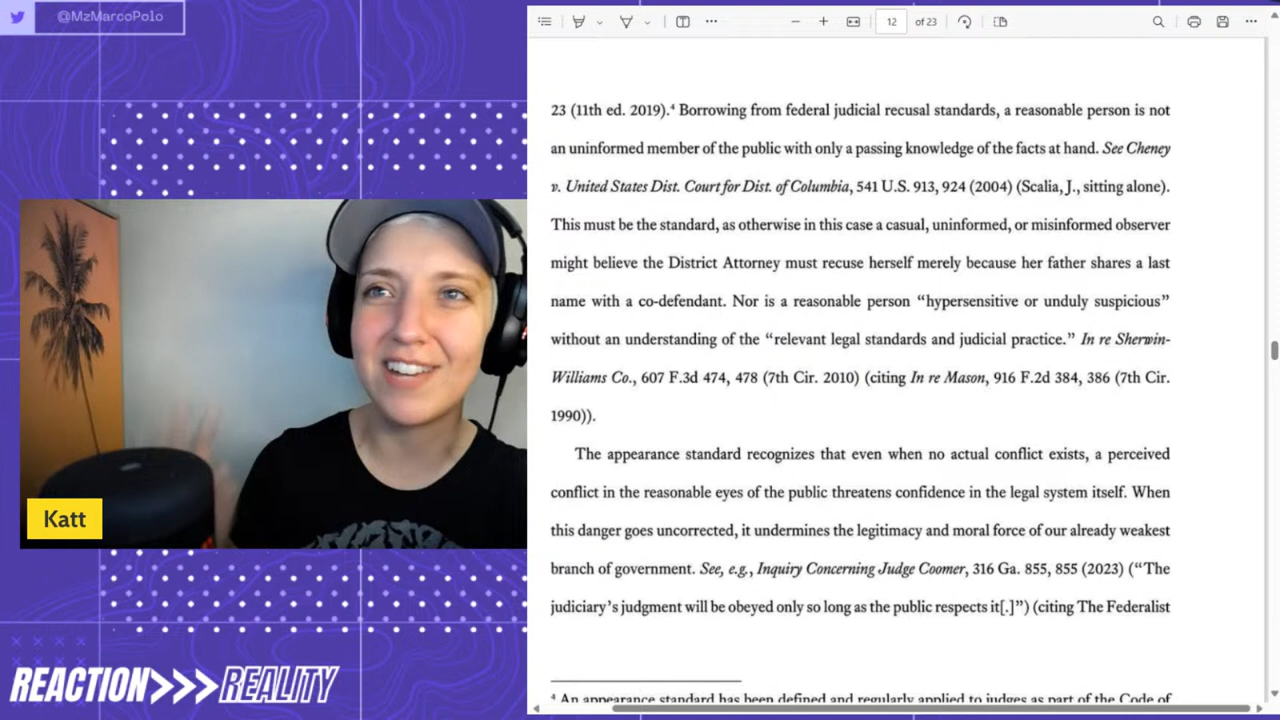 @MzMarcoPolo
12 of 23
23 (11th ed. 2019).⁴ Borrowing from federal judicial recusal standards, a reasonable person is not
an uninformed member of the public with only a passing knowledge of the facts at hand. See Cheney
v. United States Dist. Court for Dist. of Columbia, 541 U.S. 913, 924 (2004) (Scalia, J., sitting alone).
This must be the standard, as otherwise in this case a casual, uninformed, or misinformed observer
might believe the District Attorney must recuse herself merely because her father shares a last
name with a co-defendant. Nor is a reasonable person “hypersensitive or unduly suspicious”
without an understanding of the “relevant legal standards and judicial practice.” In re Sherwin-
Williams Co., 607 F.3d 474, 478 (7th Cir. 2010) (citing In re Mason, 916 F.2d 384, 386 (7th Cir.
1990)).
The appearance standard recognizes that even when no actual conflict exists, a perceived
conflict in the reasonable eyes of the public threatens confidence in the legal system itself. When
this danger goes uncorrected, it undermines the legitimacy and moral force of our already weakest
branch of government. See, e.g., Inquiry Concerning Judge Coomer, 316 Ga. 855, 855 (2023) (“The
judiciary’s judgment will be obeyed only so long as the public respects it[.]”) (citing The Federalist
⁴ An appearance standard has been defined and regularly applied to judges as part of the Code of
Katt
REACTION>>>REALITY